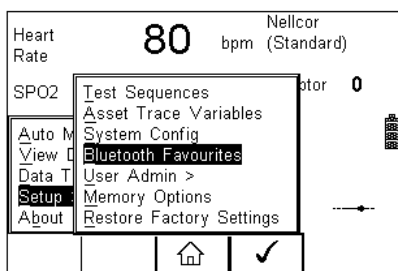 Heart Rate 80 bpm Nellcor (Standard)
SPO2 ptor 0
Test Sequences
Asset Trace Variables
System Config
Bluetooth Favourites
User Admin >
Memory Options
Restore Factory Settings
Auto M
View D
Data T
Setup >
About